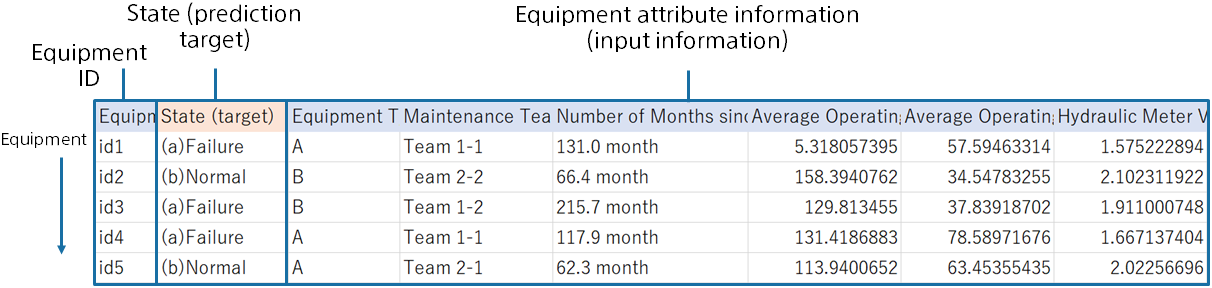 State (prediction
target)
Equipment attribute information
(input information)
Equipment
ID
Equipment
Equipn State (target) Equipment T Maintenance Tea Number of Months sinc Average Operatin Average Operatin Hydraulic Meter V
id1 (a)Failure A Team 1-1 131.0 month 5.318057395 57.59463314 1.575222894
id2 (b)Normal B Team 2-2 66.4 month 158.3940762 34.54783255 2.102311922
id3 (a)Failure B Team 1-2 215.7 month 129.813455 37.83918702 1.911000748
id4 (a)Failure A Team 1-1 117.9 month 131.4186883 78.58971676 1.667137404
id5 (b)Normal A Team 2-1 62.3 month 113.9400652 63.45355435 2.02256696